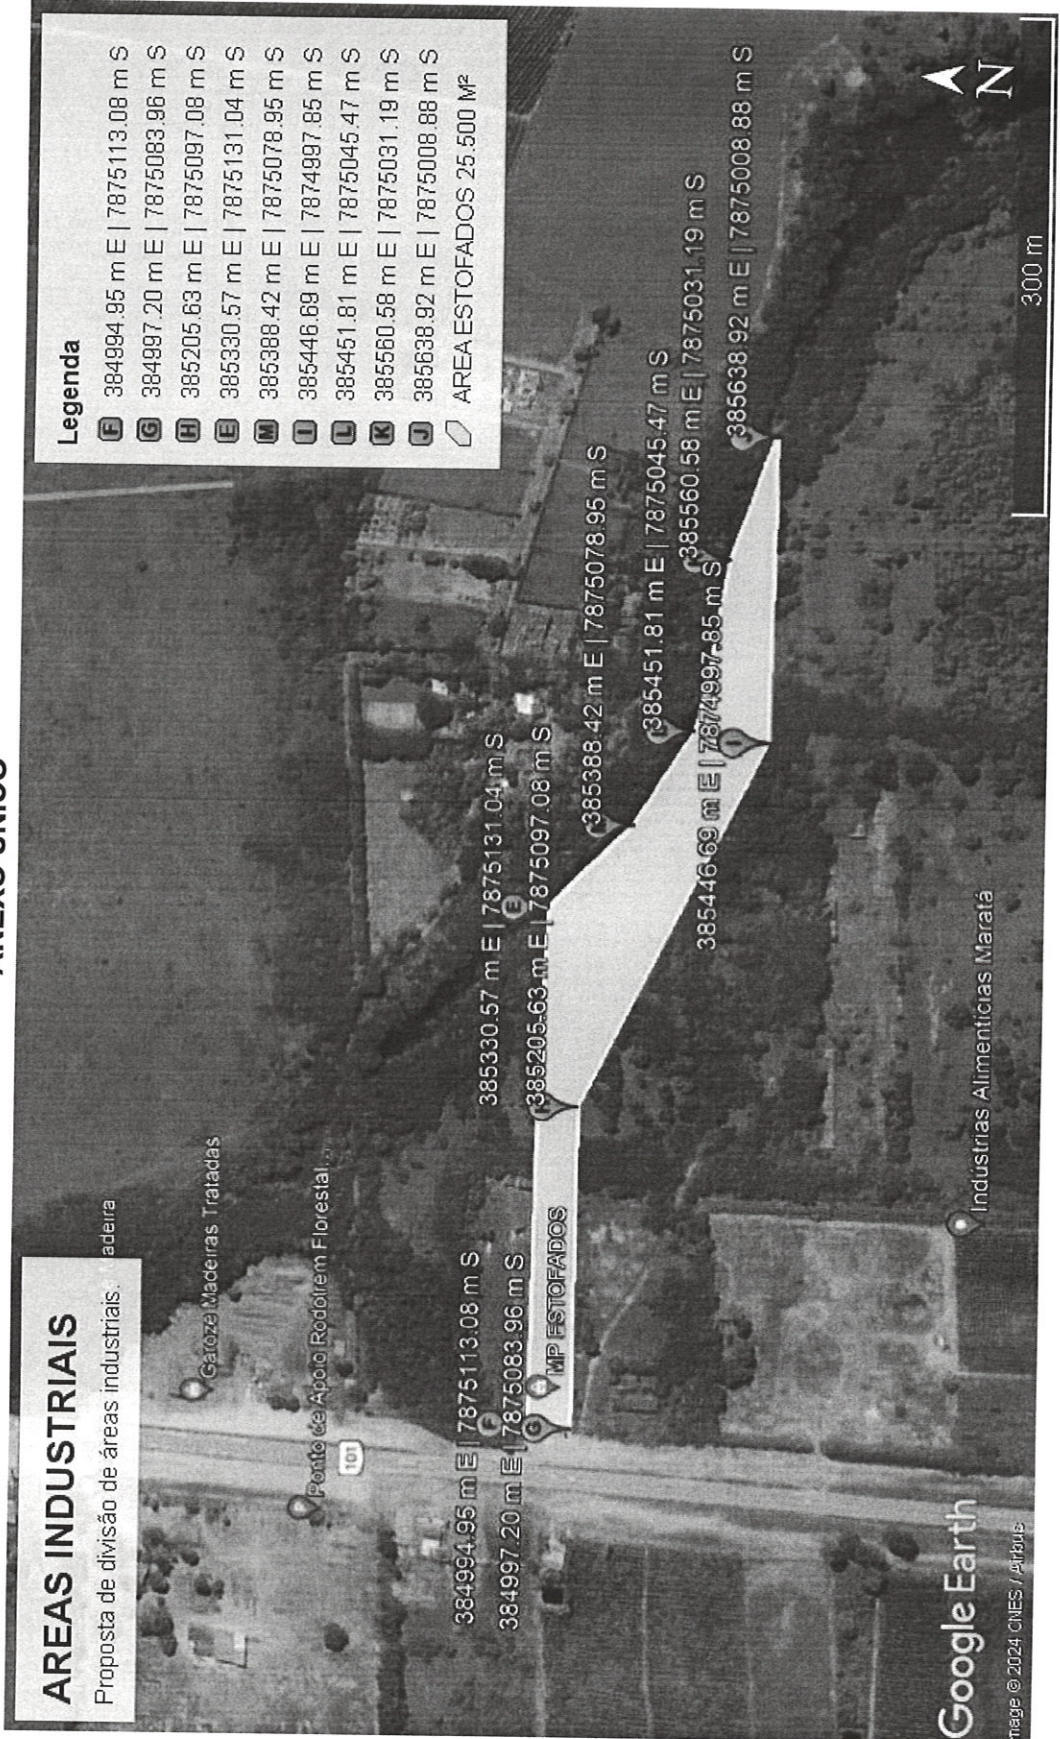 ANEXO ÚNICO
AREAS INDUSTRIAIS
Proposta de divisão de áreas industriais.
Legenda
F 384994.95 m E | 7875113.08 m S
G 384997.20 m E | 7875083.96 m S
H 385205.63 m E | 7875097.08 m S
E 385330.57 m E | 7875131.04 m S
M 385388.42 m E | 7875078.95 m S
I 385446.69 m E | 7874997.85 m S
L 385451.81 m E | 7875045.47 m S
K 385560.58 m E | 7875031.19 m S
J 385638.92 m E | 7875008.88 m S
AREA ESTOFADOS 25.500 M²
adeira
Garoze Madeiras Tratadas
Ponto de Apoio Rodotrem Florestal...
101
384994.95 m E | 7875113.08 m S
F
384997.20 m E | 7875083.96 m S
G
MP ESTOFADOS
385330.57 m E | 7875131.04 m S
E
385205.63 m E | 7875097.08 m S
H
385388.42 m E | 7875078.95 m S
385451.81 m E | 7875045.47 m S
385560.58 m E | 7875031.19 m S
385446.69 m E | 7874997.85 m S
I
385638.92 m E | 7875008.88 m S
Indústrias Alimentícias Maratá
Google Earth
mage © 2024 CNES / Airbus
300 m
N